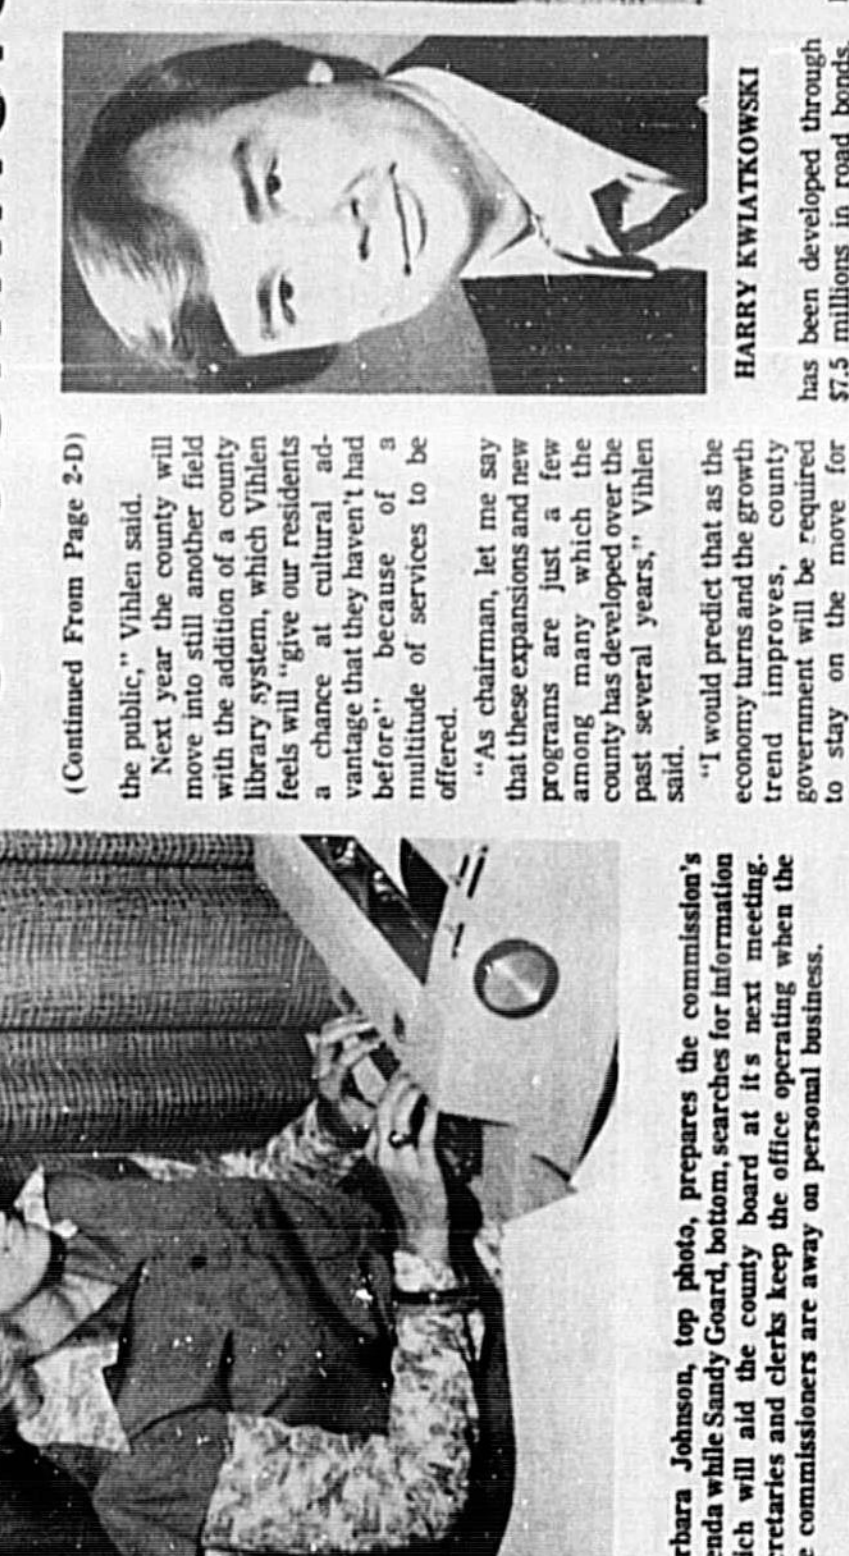 (Continued From Page 2-D)
the public," Vihlen said.
Next year the county will
move into still another field
with the addition of a county
library system, which Vihlen
feels will "give our residents
a chance at cultural ad-
vantage that they haven't had
before" because of a
multitude of services to be
offered.
"As chairman, let me say
that these expansions and new
programs are just a few
among many which the
county has developed over the
past several years," Vihlen
said.
"I would predict that as the
economy turns and the growth
trend improves, county
government will be required
to stay on the move for
HARRY KWIATKOWSKI
has been developed through
$7.5 millions in road bonds.
rbara Johnson, top photo, prepares the commission's
nda while Sandy Goard, bottom, searches for information
ich will aid the county board at it s next meeting.
retaries and clerks keep the office operating when the
e commissioners are away on personal business.